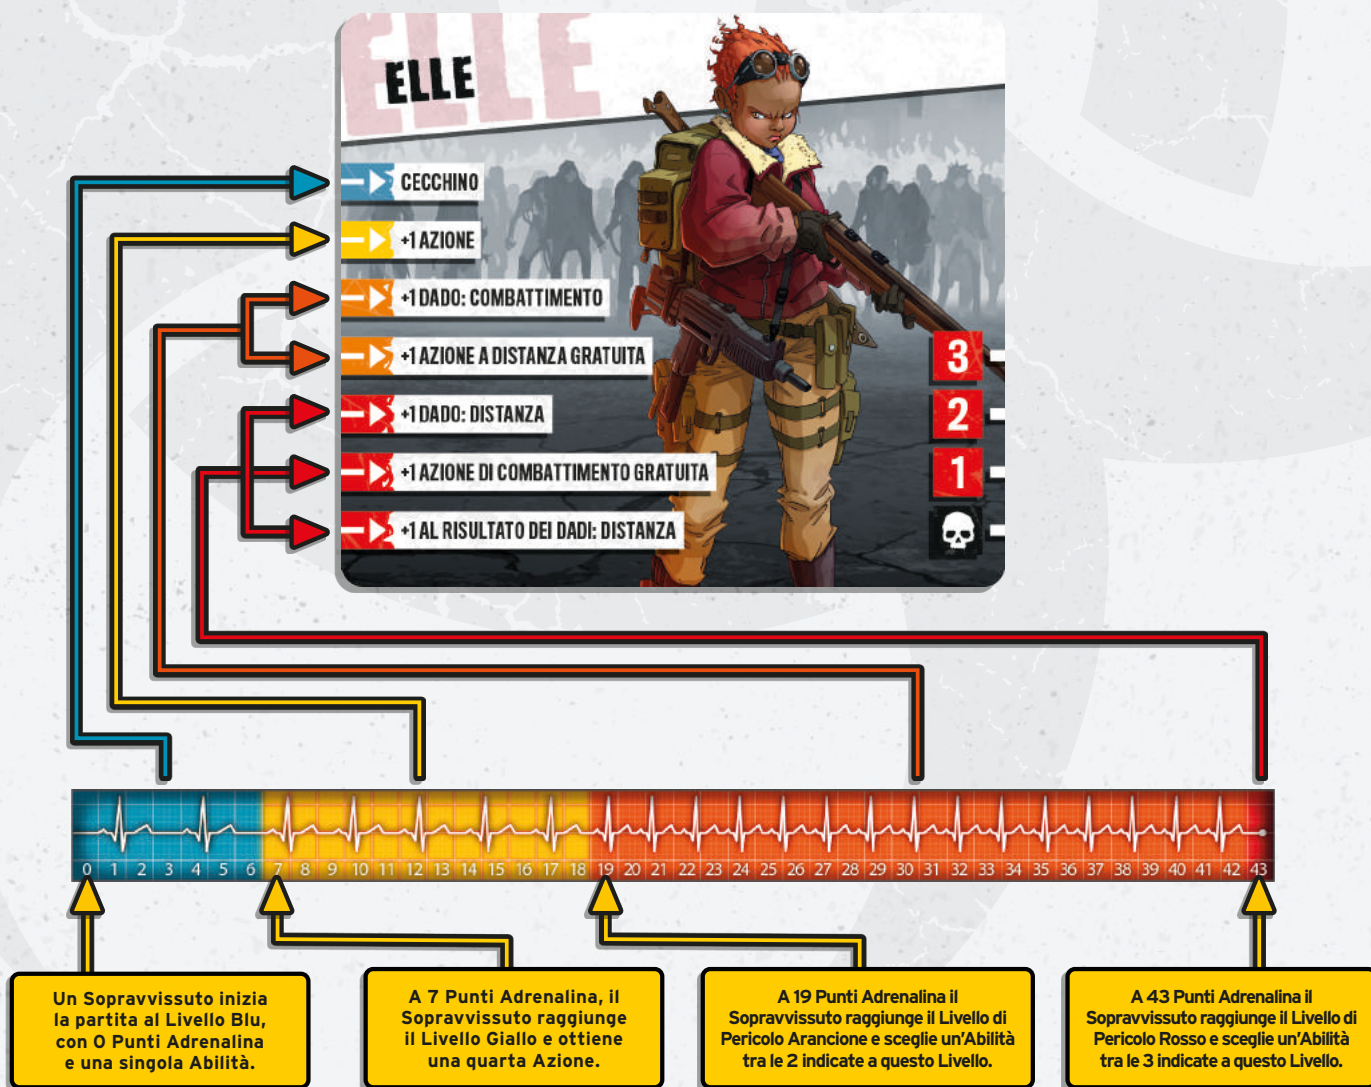 ELLE
ELLE
CECCHINO
+1 AZIONE
+1 DADO: COMBATTIMENTO
+1 AZIONE A DISTANZA GRATUITA
+1 DADO: DISTANZA
+1 AZIONE DI COMBATTIMENTO GRATUITA
+1 AL RISULTATO DEI DADI: DISTANZA
3
2
1
0 1 2 3 4 5 6 7 8 9 10 11 12 13 14 15 16 17 18 19 20 21 22 23 24 25 26 27 28 29 30 31 32 33 34 35 36 37 38 39 40 41 42 43
Un Sopravvissuto inizia
la partita al Livello Blu,
con 0 Punti Adrenalina
e una singola Abilità.
A 7 Punti Adrenalina, il
Sopravvissuto raggiunge
il Livello Giallo e ottiene
una quarta Azione.
A 19 Punti Adrenalina il
Sopravvissuto raggiunge il Livello di
Pericolo Arancione e sceglie un'Abilità
tra le 2 indicate a questo Livello.
A 43 Punti Adrenalina il
Sopravvissuto raggiunge il Livello di
Pericolo Rosso e sceglie un'Abilità
tra le 3 indicate a questo Livello.